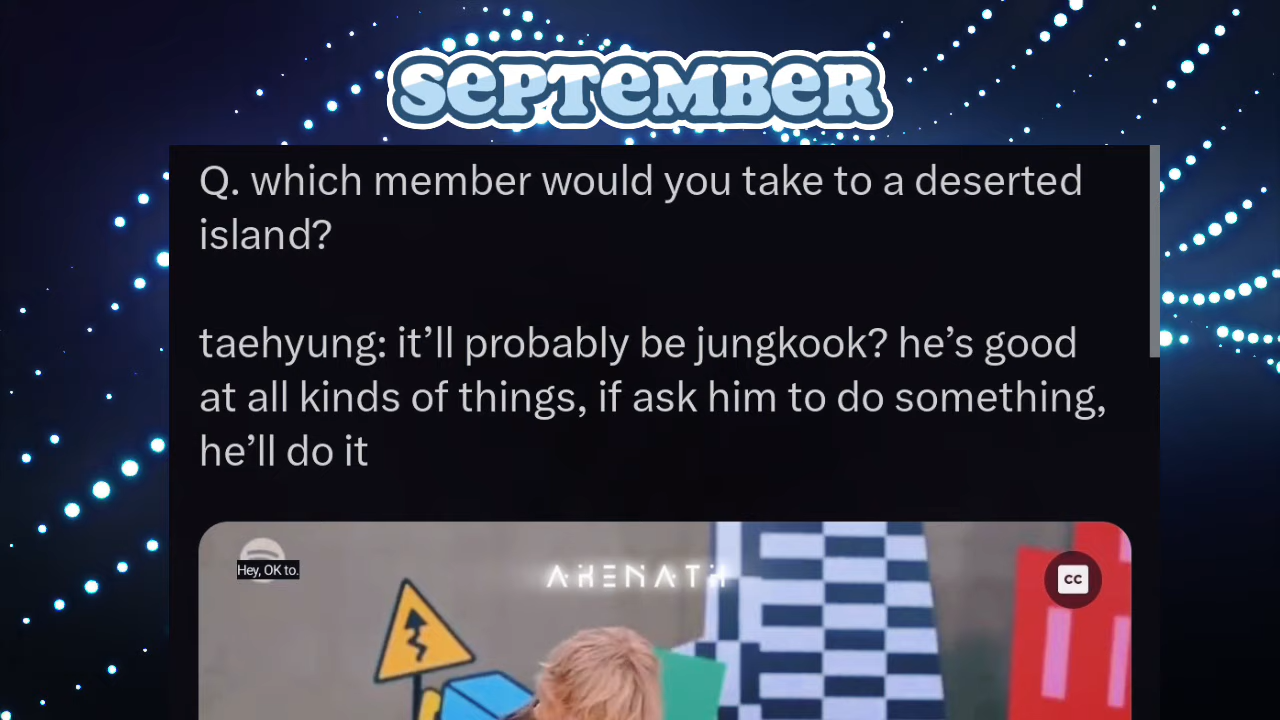 SEPTEMBER
Q. which member would you take to a deserted
island?
taehyung: it’ll probably be jungkook? he’s good
at all kinds of things, if ask him to do something,
he’ll do it
Hey, OK to.
AHENATH
CC